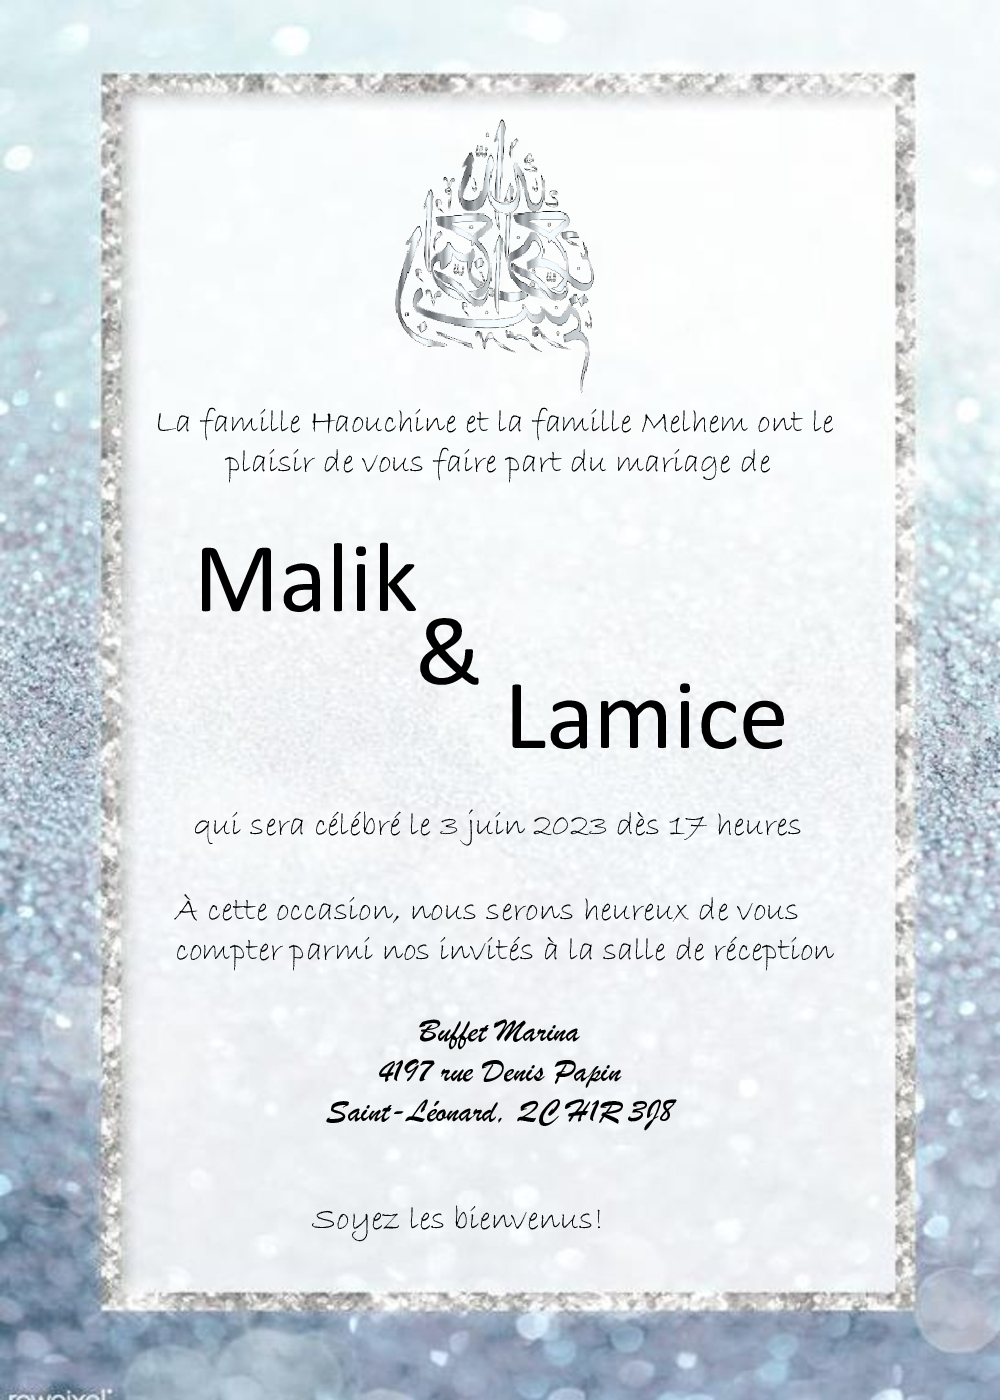 بسم الله الرحمن الرحيم
La famille Haouchine et la famille Melhem ont le
plaisir de vous faire part du mariage de
Malik
&
Lamice
qui sera célébré le 3 juin 2023 dès 17 heures
À cette occasion, nous serons heureux de vous
compter parmi nos invités à la salle de réception
Buffet Marina
4197 rue Denis Papin
Saint-Léonard, QC H1R 3J8
Soyez les bienvenus!
rawpixel